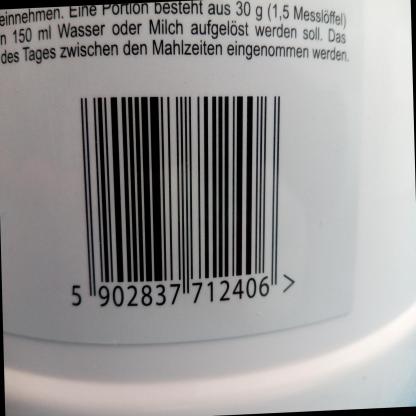 einnehmen. Eine Portion besteht aus 30 g (1,5 Messlöffel)
n 150 ml Wasser oder Milch aufgelöst werden soll. Das
des Tages zwischen den Mahlzeiten eingenommen werden.
5 902837 712406 >